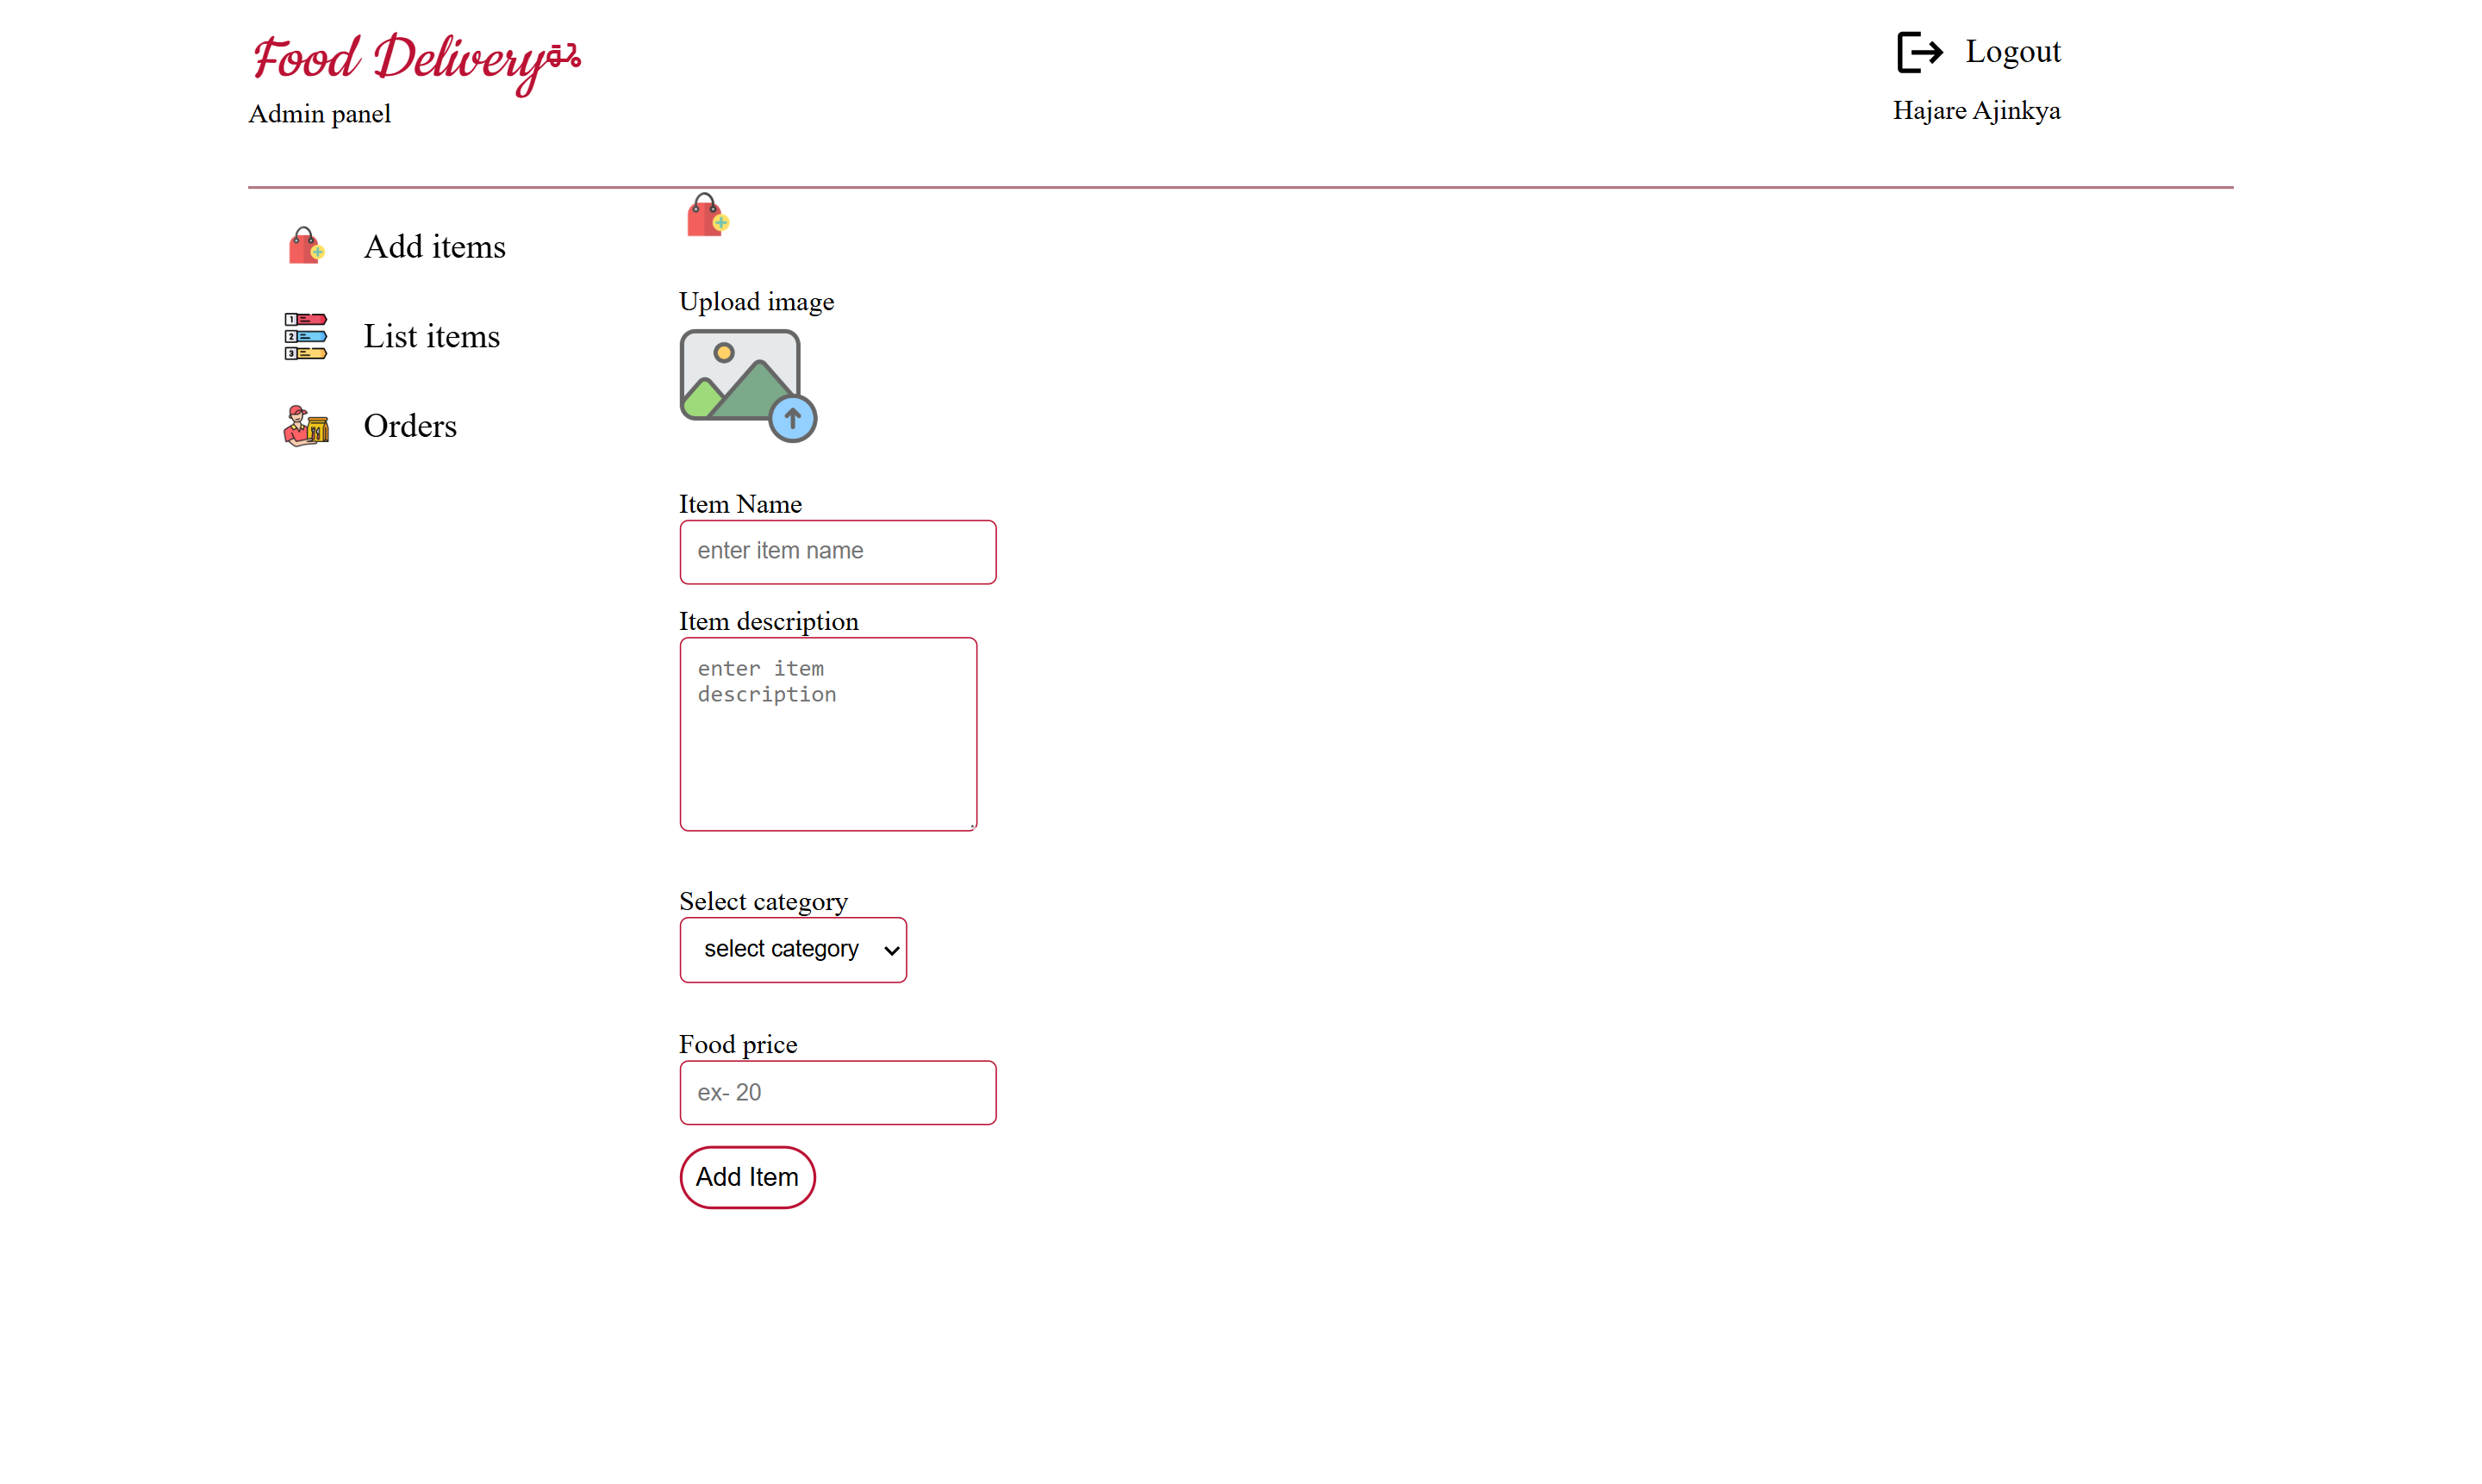 Food Delivery
Admin panel
Logout
Hajare Ajinkya
Add items
List items
Orders
Upload image
Item Name
enter item name
Item description
enter item
description
Select category
select category
Food price
ex- 20
Add Item